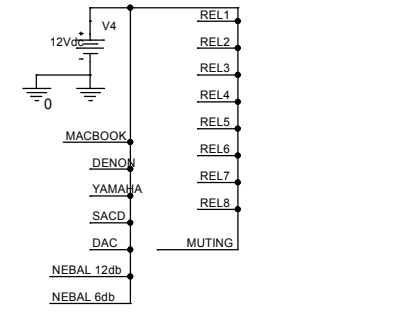 V4
12Vdc
+
-
0
MACBOOK
DENON
YAMAHA
SACD
DAC
NEBAL 12db
NEBAL 6db
REL1
REL2
REL3
REL4
REL5
REL6
REL7
REL8
MUTING